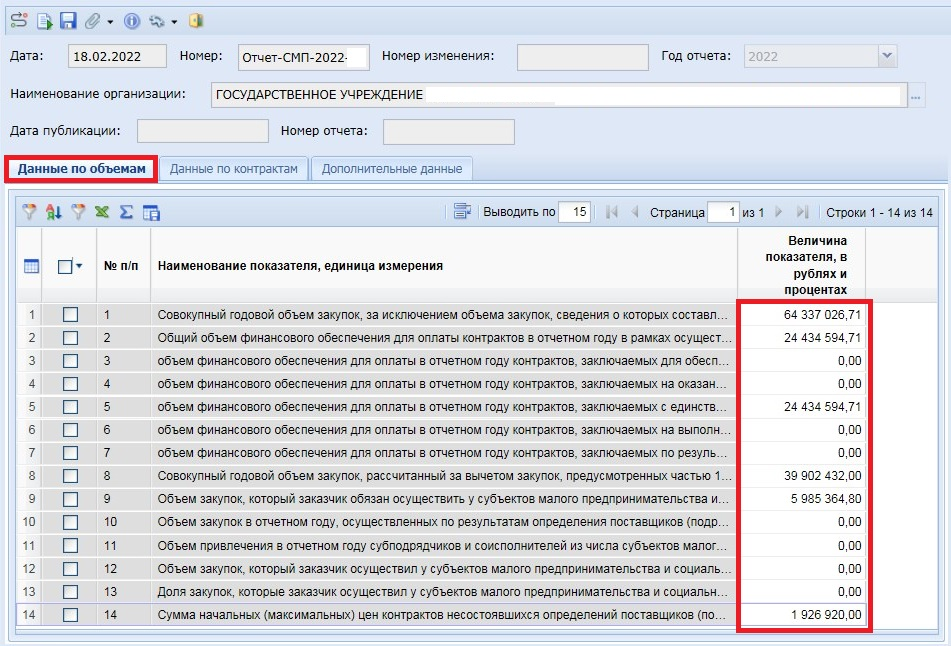 Дата: 18.02.2022 Номер: Отчет-СМП-2022- Номер изменения: Год отчета: 2022
Наименование организации: ГОСУДАРСТВЕННОЕ УЧРЕЖДЕНИЕ ...
Дата публикации: Номер отчета:
Данные по объемам Данные по контрактам Дополнительные данные
Выводить по 15 Страница 1 из 1 Строки 1 - 14 из 14
№ п/п Наименование показателя, единица измерения Величина показателя, в рублях и процентах
1 1 Совокупный годовой объем закупок, за исключением объема закупок, сведения о которых составл... 64 337 026,71
2 2 Общий объем финансового обеспечения для оплаты контрактов в отчетном году в рамках осущест... 24 434 594,71
3 3 объем финансового обеспечения для оплаты в отчетном году контрактов, заключаемых для обесп... 0,00
4 4 объем финансового обеспечения для оплаты в отчетном году контрактов, заключаемых на оказан... 0,00
5 5 объем финансового обеспечения для оплаты в отчетном году контрактов, заключаемых с единств... 24 434 594,71
6 6 объем финансового обеспечения для оплаты в отчетном году контрактов, заключаемых на выполн... 0,00
7 7 объем финансового обеспечения для оплаты в отчетном году контрактов, заключаемых по резуль... 0,00
8 8 Совокупный годовой объем закупок, рассчитанный за вычетом закупок, предусмотренных частью 1... 39 902 432,00
9 9 Объем закупок, который заказчик обязан осуществить у субъектов малого предпринимательства и... 5 985 364,80
10 10 Объем закупок в отчетном году, осуществленных по результатам определения поставщиков (подр... 0,00
11 11 Объем привлечения в отчетном году субподрядчиков и соисполнителей из числа субъектов малог... 0,00
12 12 Объем закупок, который заказчик осуществил у субъектов малого предпринимательства и социаль... 0,00
13 13 Доля закупок, которые заказчик осуществил у субъектов малого предпринимательства и социальн... 0,00
14 14 Сумма начальных (максимальных) цен контрактов несостоявшихся определений поставщиков (по... 1 926 920,00